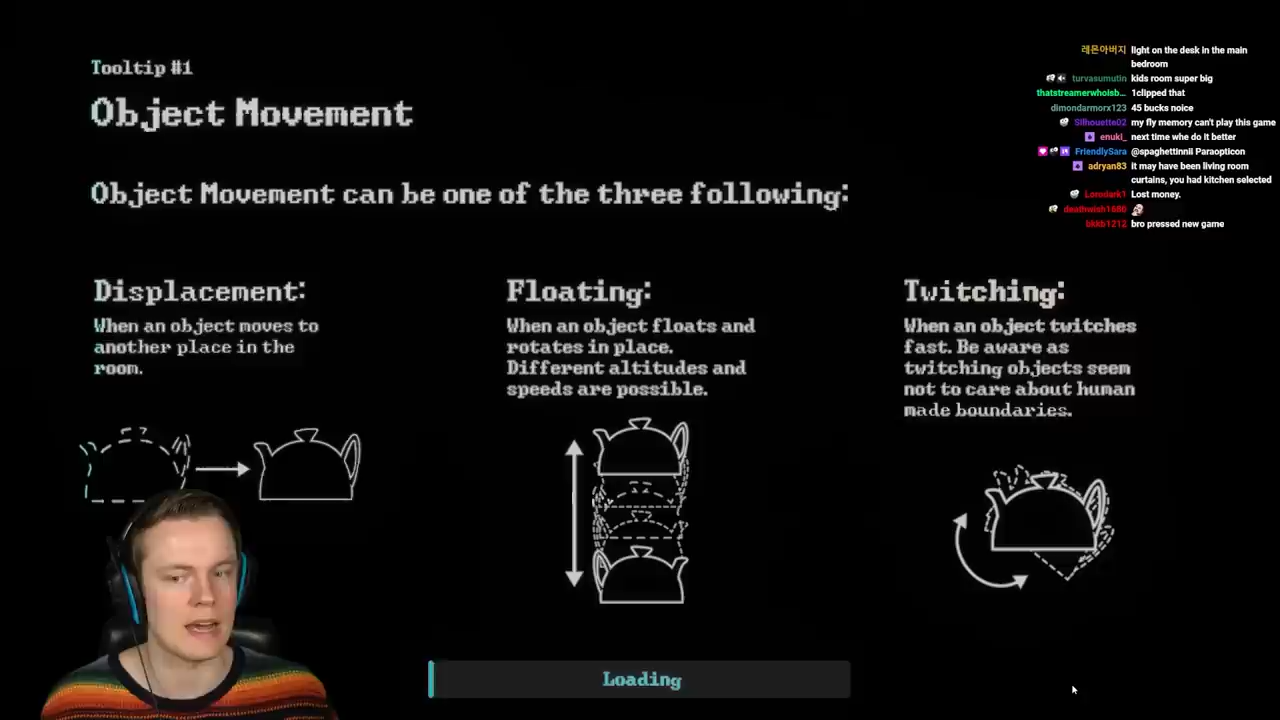 Tooltip #1
Object Movement
Object Movement can be one of the three following:
Displacement:
When an object moves to
another place in the
room.
Floating:
When an object floats and
rotates in place.
Different altitudes and
speeds are possible.
Twitching:
When an object twitches
fast. Be aware as
twitching objects seem
not to care about human
made boundaries.
Loading
레몬아버지 light on the desk in the main
bedroom
turvasumutin kids room super big
thatstreamerwhoisb... 1clipped that
dimondarmorx123 45 bucks noice
Silhouette02 my fly memory can't play this game
enuki_ next time whe do it better
FriendlySara @spaghettinnii Paraopticon
adryan83 it may have been living room
curtains, you had kitchen selected
Lorndark1 Lost money.
deathwish1686
bkkb1212 bro pressed new game